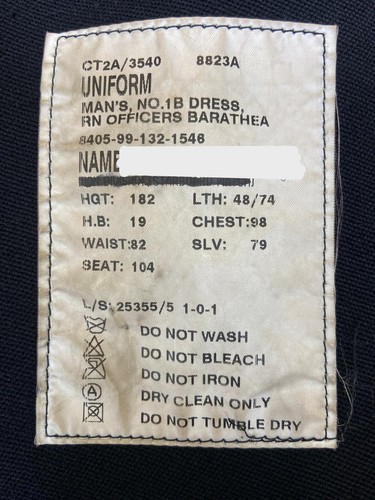 CT2A/3540 8823A
UNIFORM
MAN'S, NO.1B DRESS,
RN OFFICERS BARATHEA
8405-99-132-1546
NAME
HGT: 182 LTH: 48/74
H.B: 19 CHEST:98
WAIST:82 SLV: 79
SEAT: 104
L/S: 25355/5 1-0-1
DO NOT WASH
DO NOT BLEACH
DO NOT IRON
A DRY CLEAN ONLY
DO NOT TUMBLE DRY